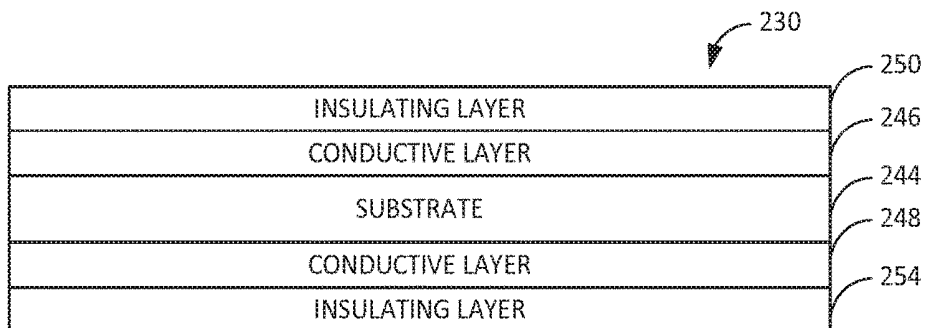 230
INSULATING LAYER
250
CONDUCTIVE LAYER
246
SUBSTRATE
244
CONDUCTIVE LAYER
248
INSULATING LAYER
254